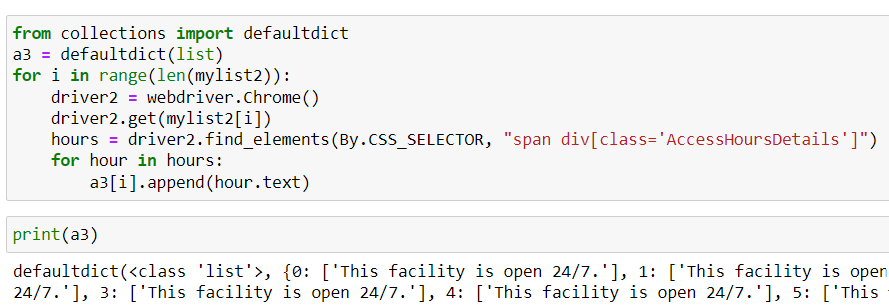 from collections import defaultdict
a3 = defaultdict(list)
for i in range(len(mylist2)):
    driver2 = webdriver.Chrome()
    driver2.get(mylist2[i])
    hours = driver2.find_elements(By.CSS_SELECTOR, "span div[class='AccessHoursDetails']")
    for hour in hours:
        a3[i].append(hour.text)
print(a3)
defaultdict(<class 'list'>, {0: ['This facility is open 24/7.'], 1: ['This facility is open
24/7.'], 3: ['This facility is open 24/7.'], 4: ['This facility is open 24/7.'], 5: ['This